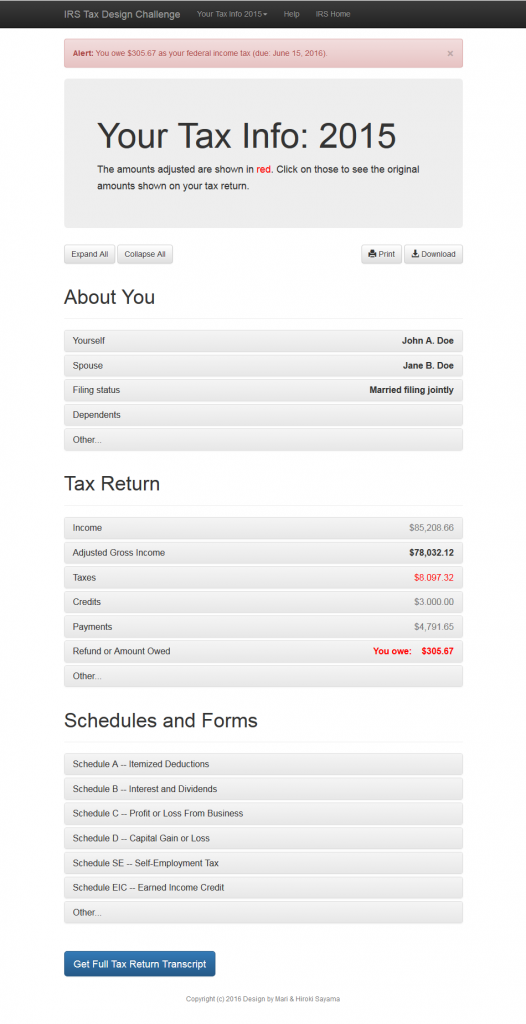 IRS Tax Design Challenge Your Tax Info 2015 Help IRS Home
Alert: You owe $305.67 as your federal income tax (due: June 15, 2016). ×
Your Tax Info: 2015
The amounts adjusted are shown in red. Click on those to see the original
amounts shown on your tax return.
Expand All Collapse All Print Download
About You
Yourself John A. Doe
Spouse Jane B. Doe
Filing status Married filing jointly
Dependents
Other...
Tax Return
Income $85,208.66
Adjusted Gross Income $78,032.12
Taxes $8.097.32
Credits $3 000.00
Payments $4,791.65
Refund or Amount Owed You owe: $305.67
Other...
Schedules and Forms
Schedule A -- Itemized Deductions
Schedule B -- Interest and Dividends
Schedule C -- Profit or Loss From Business
Schedule D -- Capital Gain or Loss
Schedule SE -- Self-Employment Tax
Schedule EIC -- Earned Income Credit
Other...
Get Full Tax Return Transcript
Copyright (c) 2016 Design by Mari & Hiroki Sayama